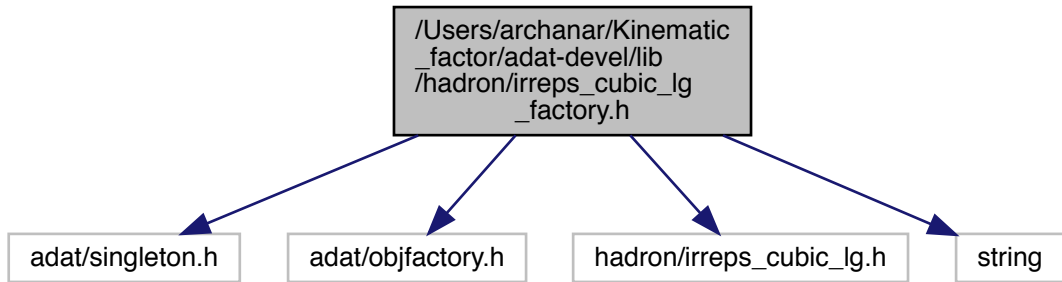 /Users/archanar/Kinematic
_factor/adat-devel/lib
/hadron/irreps_cubic_lg
_factory.h
adat/singleton.h
adat/objfactory.h
hadron/irreps_cubic_lg.h
string